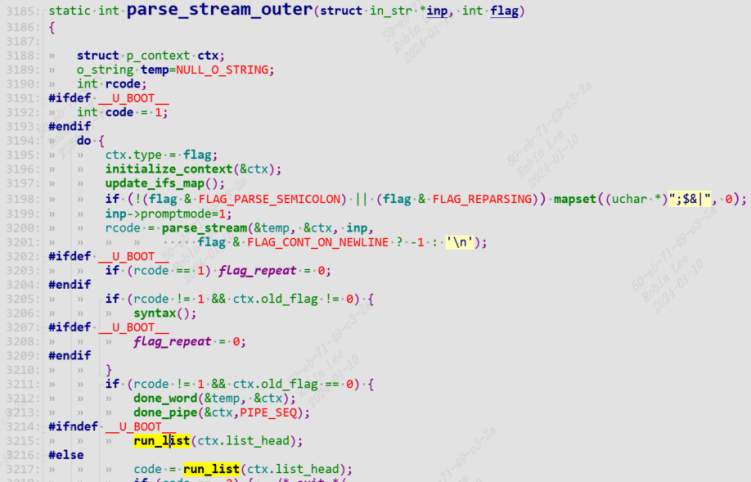 3185: static int parse_stream_outer(struct in_str *inp, int flag)
3186: {
3187:
3188: » struct p_context ctx;
3189: » o_string temp=NULL_O_STRING;
3190: » int rcode;
3191: #ifdef __U_BOOT__
3192: » int code = 1;
3193: #endif
3194: » do {
3195: » » ctx.type = flag;
3196: » » initialize_context(&ctx);
3197: » » update_ifs_map();
3198: » » if (!(flag & FLAG_PARSE_SEMICOLON) || (flag & FLAG_REPARSING)) mapset((uchar *)";$&|", 0);
3199: » » inp->promptmode=1;
3200: » » rcode = parse_stream(&temp, &ctx, inp,
3201: » » » » ·····flag & FLAG_CONT_ON_NEWLINE ? -1 : '\n');
3202: #ifdef __U_BOOT__
3203: » » if (rcode == 1) flag_repeat = 0;
3204: #endif
3205: » » if (rcode != 1 && ctx.old_flag != 0) {
3206: » » » syntax();
3207: #ifdef __U_BOOT__
3208: » » » flag_repeat = 0;
3209: #endif
3210: » » }
3211: » » if (rcode != 1 && ctx.old_flag == 0) {
3212: » » » done_word(&temp, &ctx);
3213: » » » done_pipe(&ctx,PIPE_SEQ);
3214: #ifndef __U_BOOT__
3215: » » » run_list(ctx.list_head);
3216: #else
3217: » » » code = run_list(ctx.list_head);